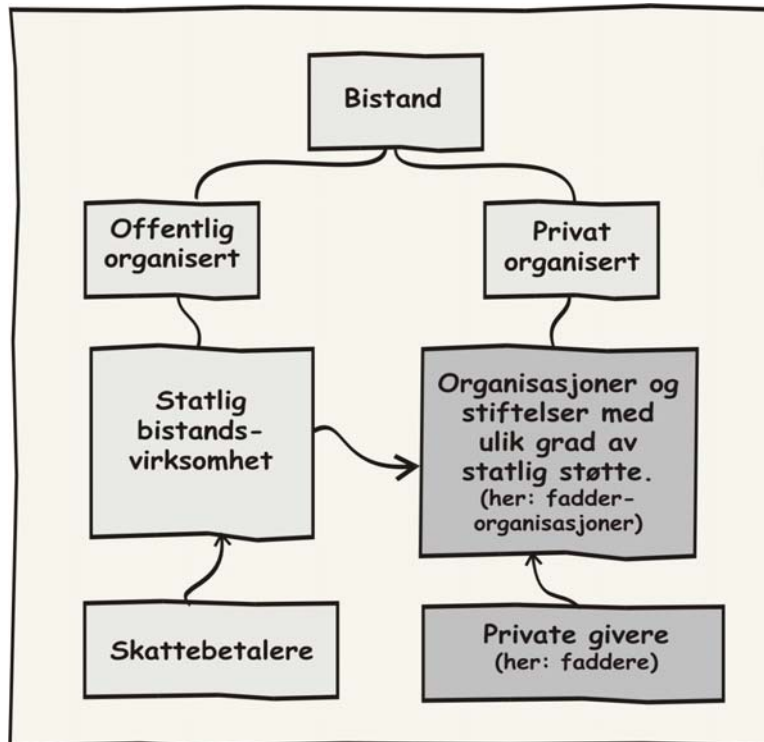 Bistand
Offentlig
organisert
Privat
organisert
Statlig
bistands-
virksomhet
Organisasjoner og
stiftelser med
ulik grad av
statlig støtte.
(her: fadder-
organisasjoner)
Skattebetalere
Private givere
(her: faddere)